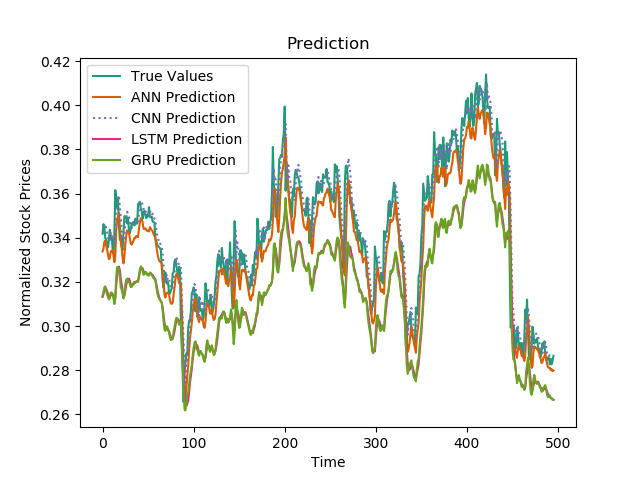 Prediction
True Values
ANN Prediction
CNN Prediction
LSTM Prediction
GRU Prediction
Normalized Stock Prices
0.42
0.40
0.38
0.36
0.34
0.32
0.30
0.28
0.26
0
100
200
300
400
500
Time